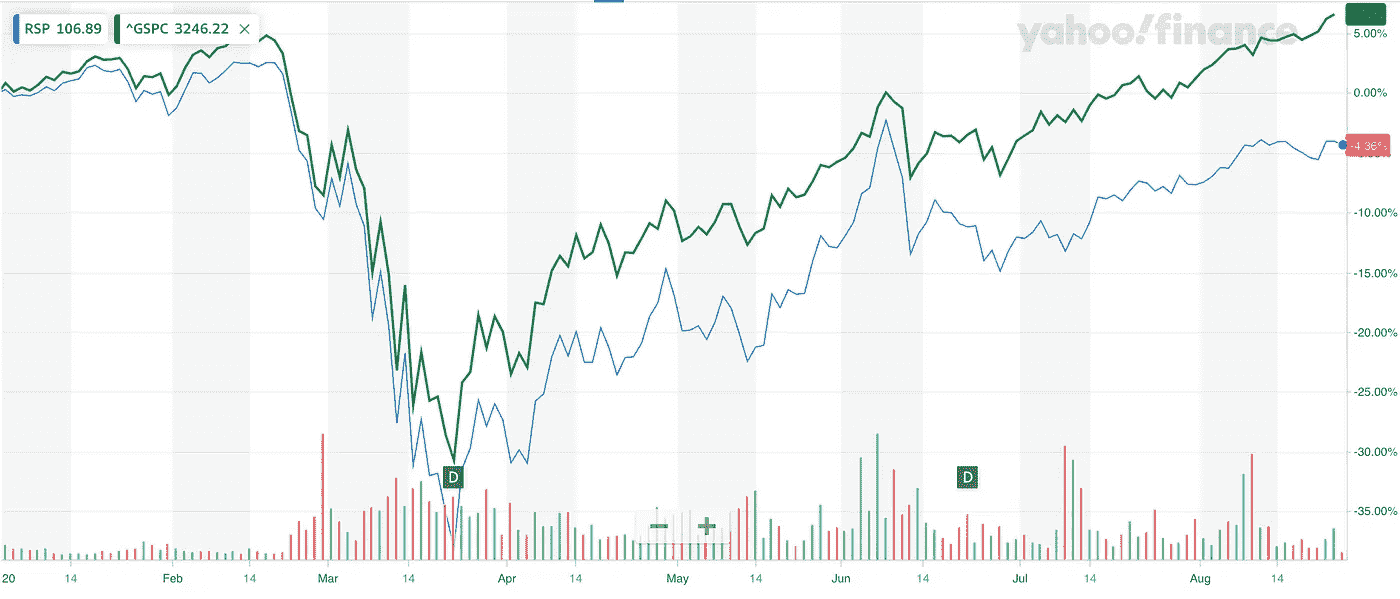 RSP 106.89 ^GSPC 3246.22 ×
yahoo!finance
5.00%
0.00%
-4.36%
-10.00%
-15.00%
-20.00%
-25.00%
-30.00%
-35.00%
D D
− +
20 14 Feb 14 Mar 14 Apr 14 May 14 Jun 14 Jul 14 Aug 14